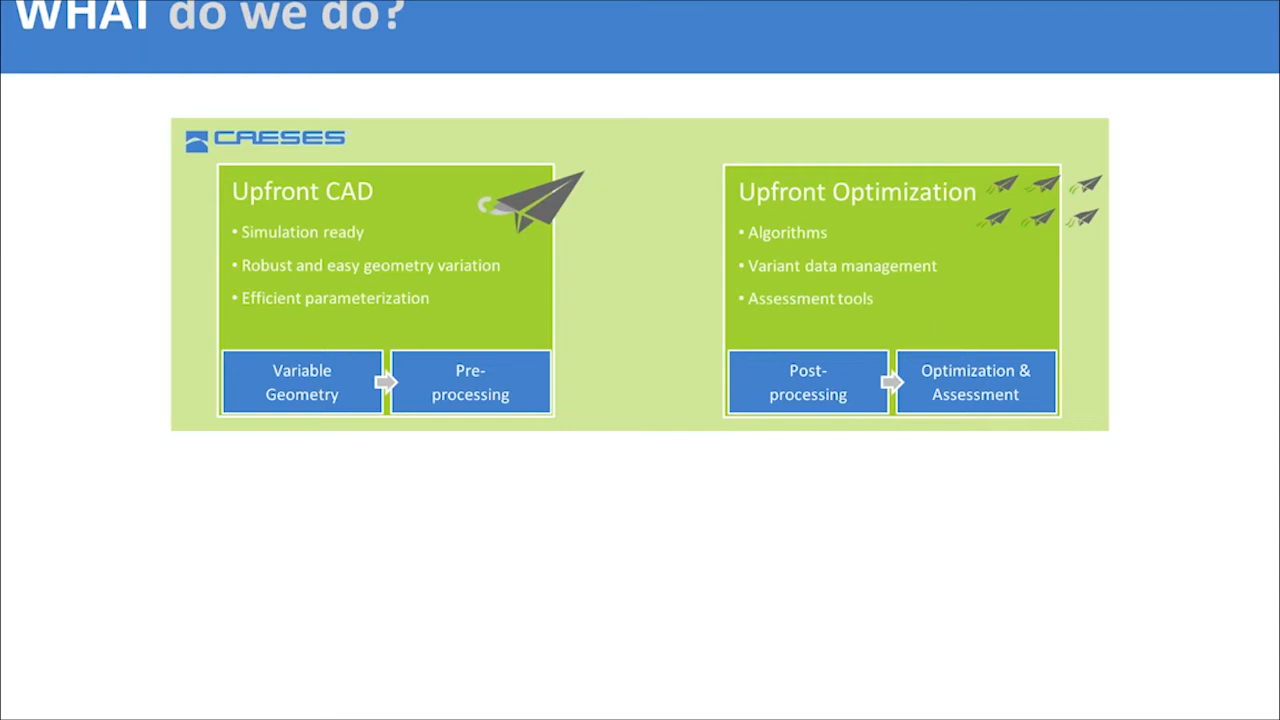 WHAT do we do?
CAESES
Upfront CAD
• Simulation ready
• Robust and easy geometry variation
• Efficient parameterization
Variable
Geometry
Pre-
processing
Upfront Optimization
• Algorithms
• Variant data management
• Assessment tools
Post-
processing
Optimization &
Assessment